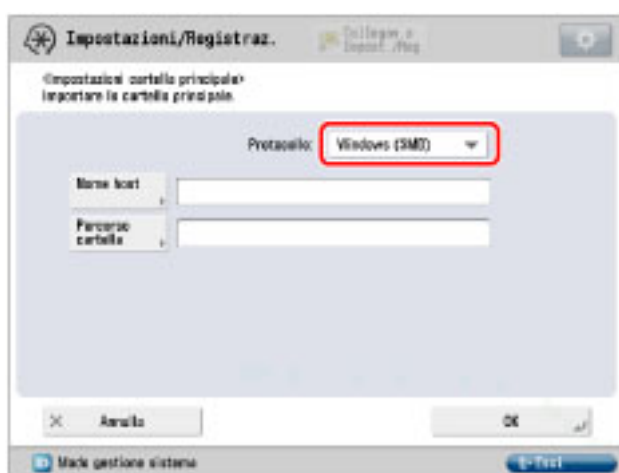 Impostazioni/Registraz.
<Impostazioni cartella principale>
Impostare la cartella principale.
Protocollo:
Windows (SMB)
Nome host
Percorso
cartella
Annulla
OK
Modo gestione sistema